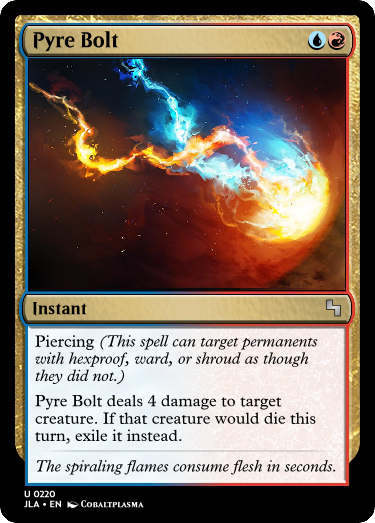 Pyre Bolt
Instant
Piercing (This spell can target permanents
with hexproof, ward, or shroud as though
they did not.)
Pyre Bolt deals 4 damage to target
creature. If that creature would die this
turn, exile it instead.
The spiraling flames consume flesh in seconds.
U 0220
JLA • EN Cobaltplasma